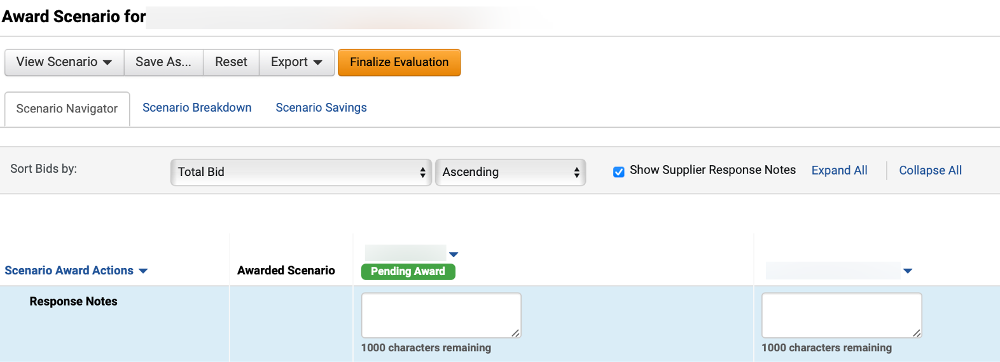 Award Scenario for
View Scenario Save As... Reset Export Finalize Evaluation
Scenario Navigator Scenario Breakdown Scenario Savings
Sort Bids by: Total Bid Ascending Show Supplier Response Notes Expand All Collapse All
Scenario Award Actions Awarded Scenario Pending Award
Response Notes
1000 characters remaining 1000 characters remaining